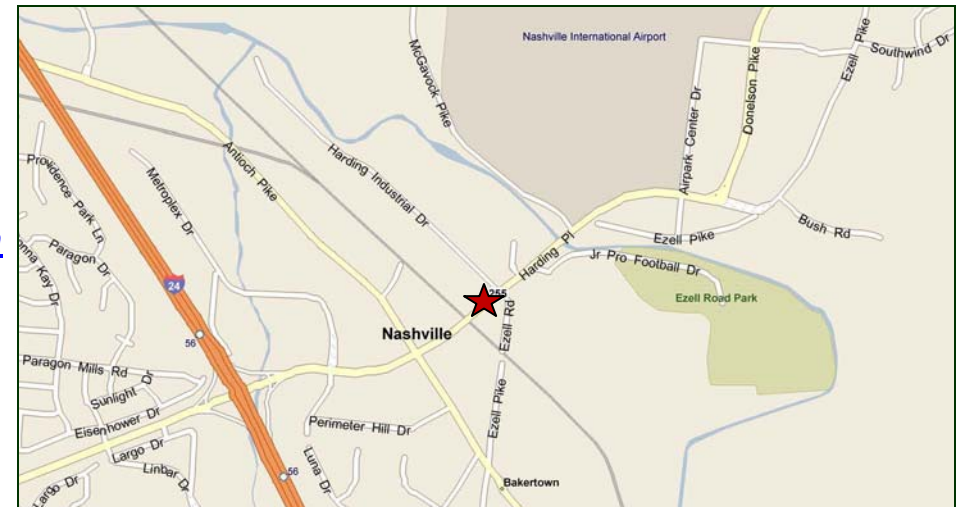 Nashville International Airport
McGavock Pike
Donelson Pike
Ezell Pike
Southwind Dr
Airpark Center Dr
Antioch Pike
Harding Industrial Dr
Providence Park Ln
Metroplex Dr
Bush Rd
Ezell Pike
Harding Pl
Paragon Dr
Kay Dr
Jr Pro Football Dr
24
255
Ezell Road Park
Ezell Rd
Nashville
56
Paragon Mills Rd
Sunlight Dr
Eisenhower Dr
Perimeter Hill Dr
Ezell Pike
Largo Dr
Linbar Dr
Luna Dr
56
Largo Dr
Bakertown